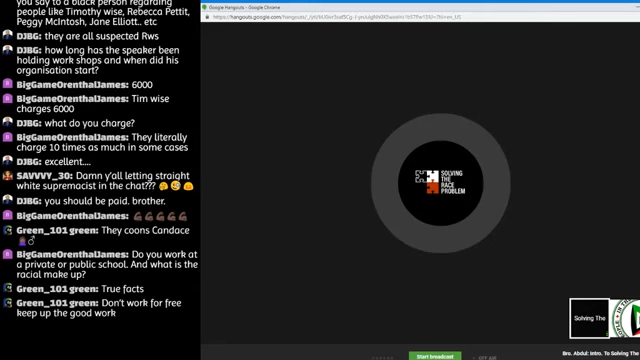 you say to a black person regarding
people like Timothy wise, Rebecca Pettit,
Peggy McIntosh, Jane Elliott.. etc
DJBG: they are all suspected Rws
DJBG: how long has the speaker been
holding work shops and when did his
organisation start?
BigGameOrenthalJames: 6000
BigGameOrenthalJames: Tim wise
charges 6000
DJBG: what do you charge?
BigGameOrenthalJames: They literally
charge 10 times as much in some cases
DJBG: excellent....
SAVVVY_30: Damn y'all letting straight
white supremacist in the chat???
DJBG: you should be paid. brother.
BigGameOrenthalJames:
Green_101 green: They coons Candace
BigGameOrenthalJames: Do you work at
a private or public school. And what is the
racial make up?
Green_101 green: True facts
Green_101 green: Don't work for free
keep up the good work
Google Hangouts - Google Chrome
SOLVING
THE
RACE
PROBLEM
Solving The
Start broadcast
OFF AIR
Bro. Abdul: Intro. To Solving The